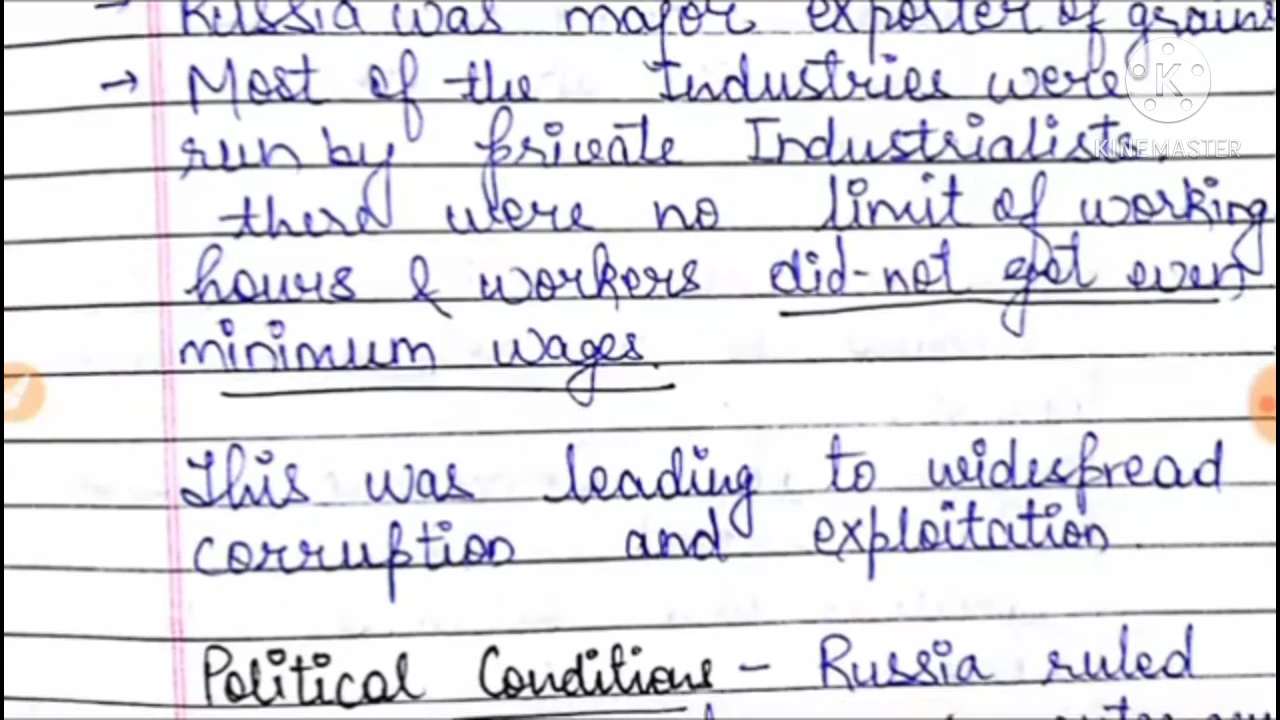 → Russia was major exporter of grains
→ Most of the Industries were
run by private Industrialists.
there were no limit of working
hours & workers did-not get even
minimum wages.
This was leading to widespread
corruption and exploitation
Political Conditions - Russia ruled
K
KINEMASTER